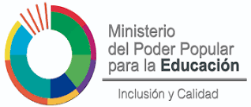 Ministerio
del Poder Popular
para la Educación
Inclusión y Calidad